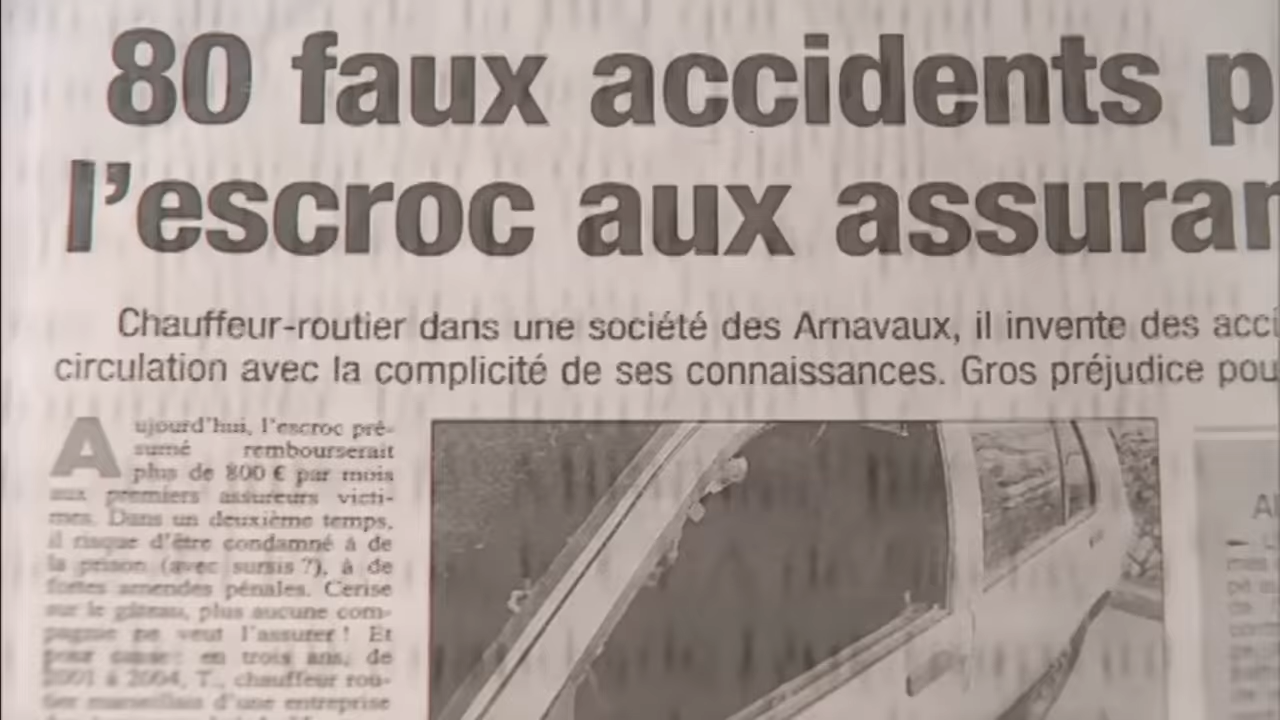 80 faux accidents p
l'escroc aux assuran
Chauffeur-routier dans une société des Arnavaux, il invente des acci
circulation avec la complicité de ses connaissances. Gros préjudice pou
Aujourd'hui, l'escroc pré-
sumé rembourserait
plus de 800 € par mois
aux premiers assureurs victi-
mes. Dans un deuxième temps,
il risque d'être condamné à de
la prison (avec sursis ?), à de
fortes amendes pénales. Cerise
sur le gâteau, plus aucune com-
pagnie ne veut l'assurer ! Et
pour cause : en trois ans, de
2001 à 2004, T., chauffeur rou-
tier marseillais d'une entreprise